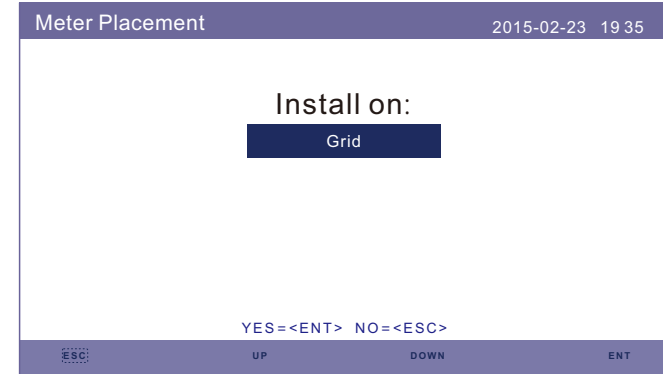 Meter Placement 2015-02-23 19 35
Install on:
Grid
YES=<ENT> NO=<ESC>
ESC UP DOWN ENT